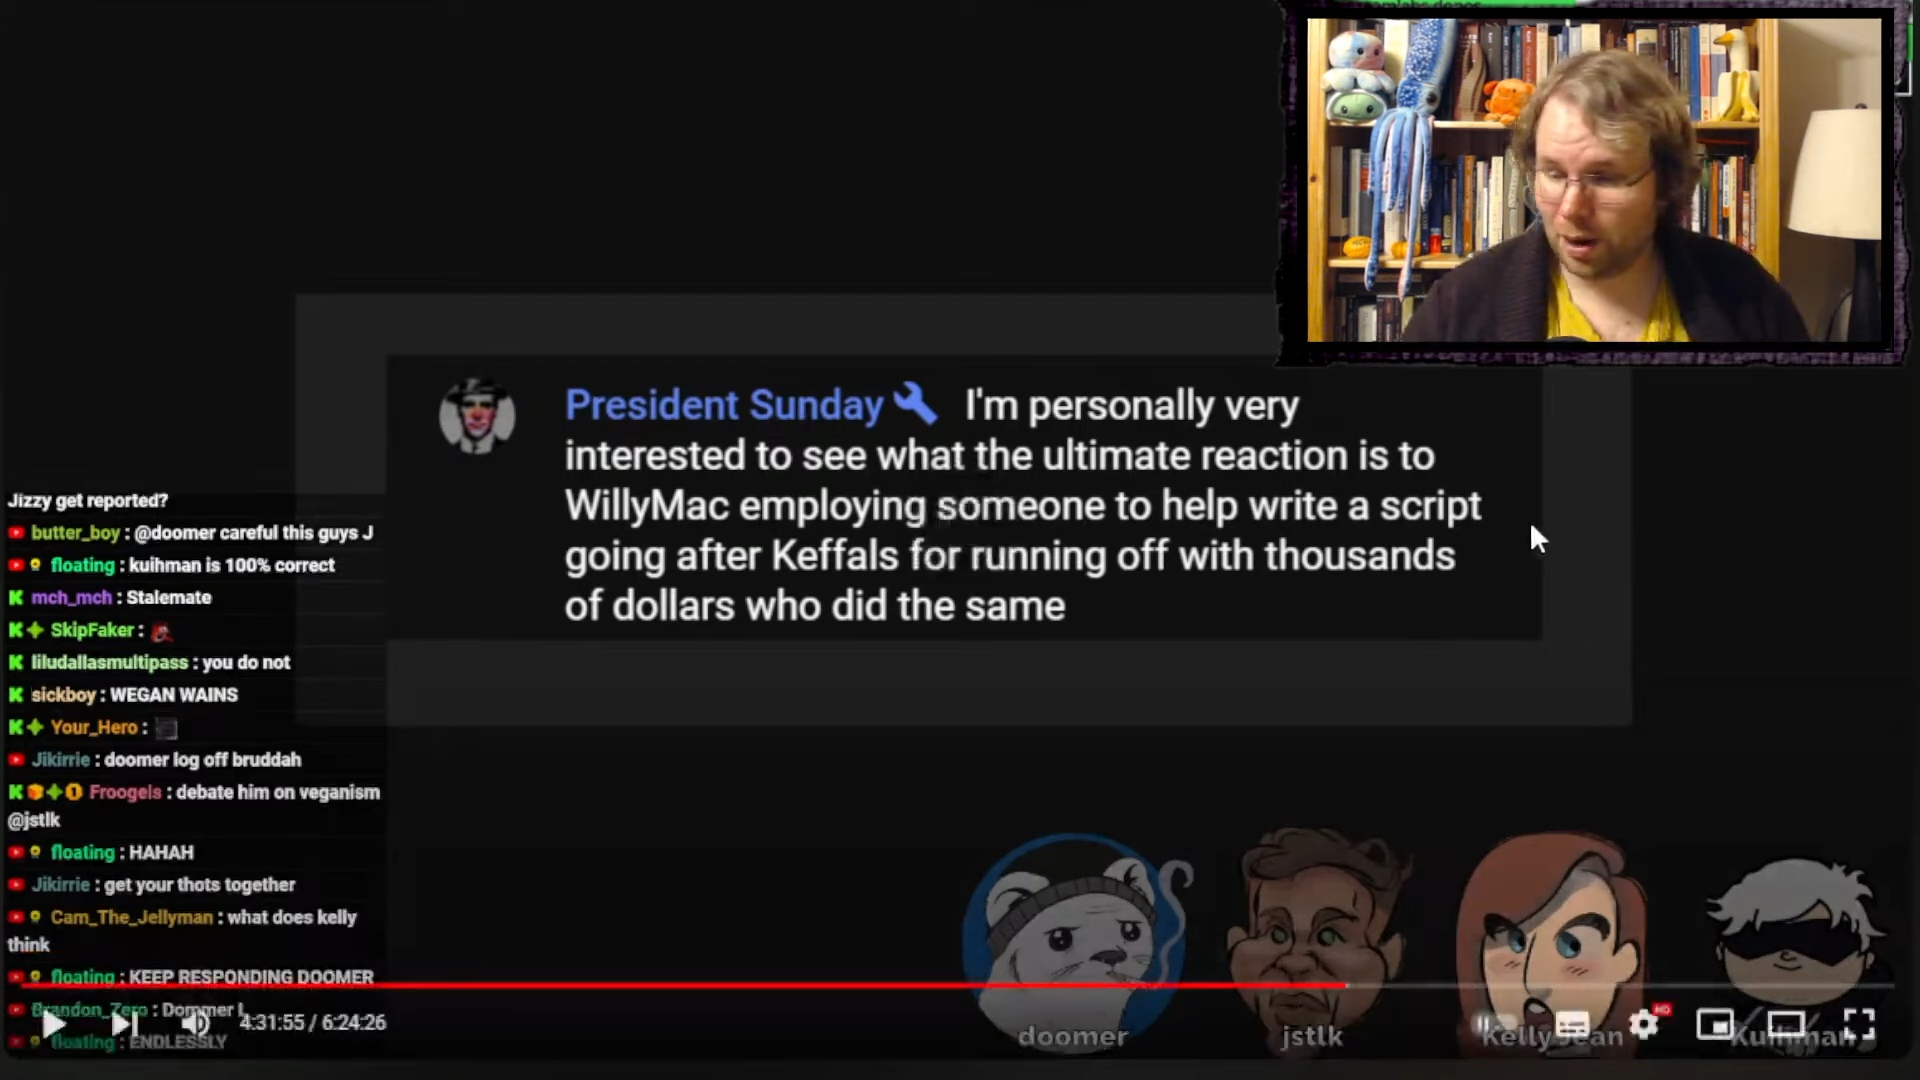 President Sunday I'm personally very
interested to see what the ultimate reaction is to
WillyMac employing someone to help write a script
going after Keffals for running off with thousands
of dollars who did the same
Jizzy get reported?
butter_boy : @doomer careful this guys J
floating : kuihman is 100% correct
mch_mch : Stalemate
SkipFaker :
liludallasmultipass : you do not
sickboy : WEGAN WAINS
Your_Hero :
Jikirrie : doomer log off bruddah
Froogels : debate him on veganism
@jstlk
floating : HAHAH
Jikirrie : get your thots together
Cam_The_Jellyman : what does kelly
think
floating : KEEP RESPONDING DOOMER
Brandon_Zero : Dommer L
floating : ENDLESSLY
4:31:55 / 6:24:26
doomer
jstlk
Kelly Jean
Kuihman
HD